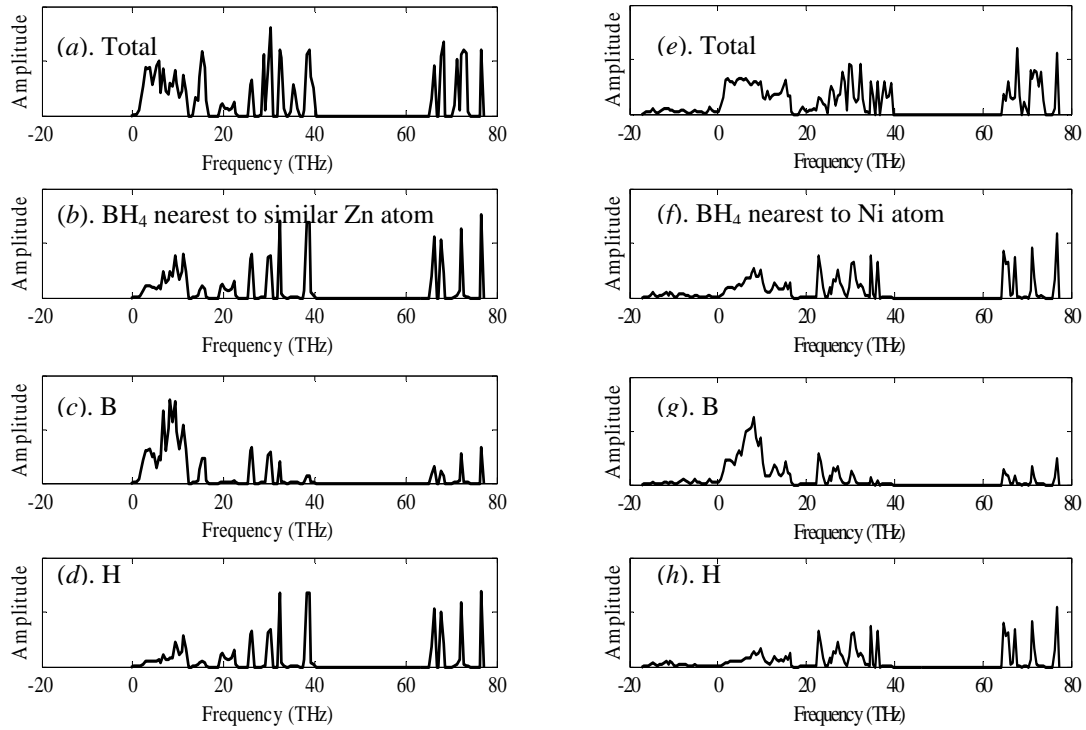 Amplitude
(a). Total
-20 0 20 40 60 80
Frequency (THz)
Amplitude
(b). BH4 nearest to similar Zn atom
-20 0 20 40 60 80
Frequency (THz)
Amplitude
(c). B
-20 0 20 40 60 80
Frequency (THz)
Amplitude
(d). H
-20 0 20 40 60 80
Frequency (THz)
Amplitude
(e). Total
-20 0 20 40 60 80
Frequency (THz)
Amplitude
(f). BH4 nearest to Ni atom
-20 0 20 40 60 80
Frequency (THz)
Amplitude
(g). B
-20 0 20 40 60 80
Frequency (THz)
Amplitude
(h). H
-20 0 20 40 60 80
Frequency (THz)